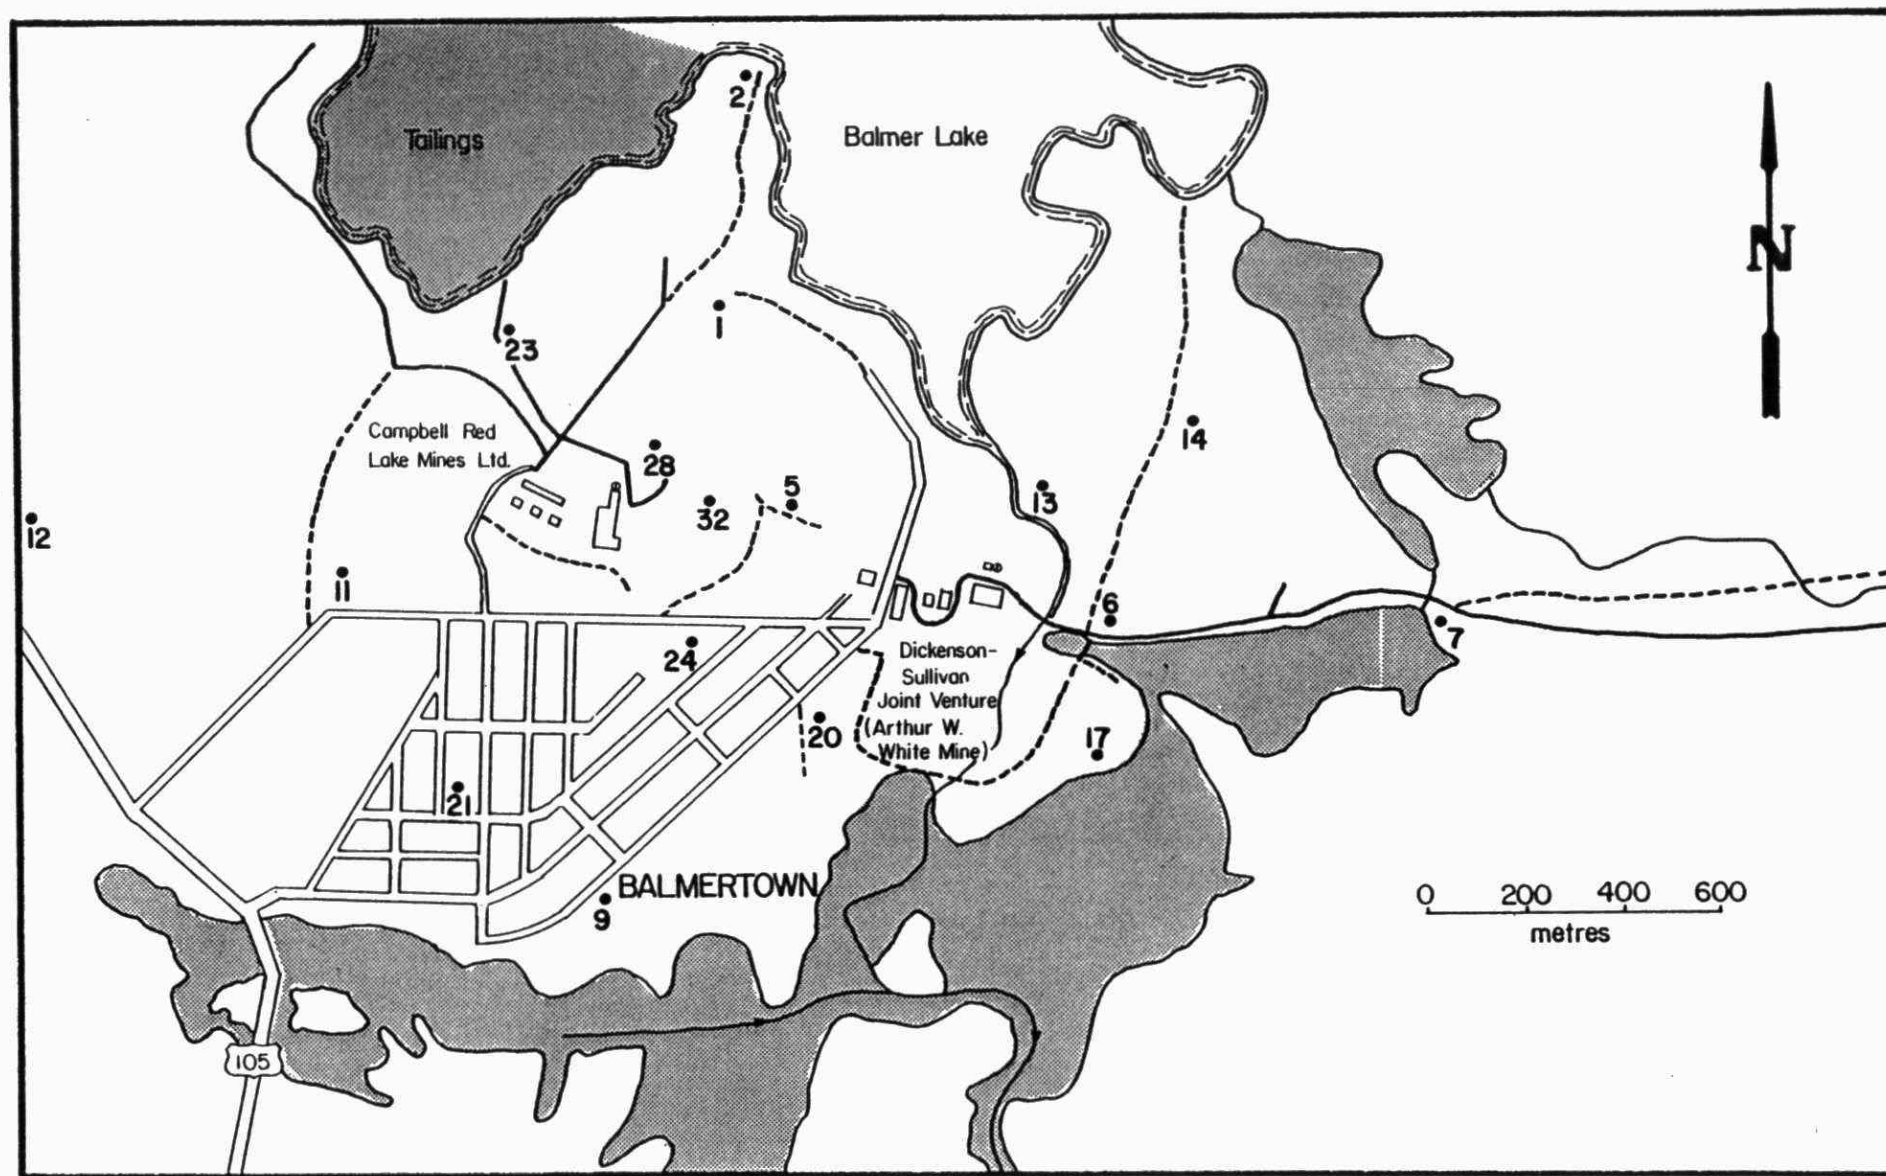 2
Tailings
Balmer Lake
N
1
23
Campbell Red
Lake Mines Ltd.
28
14
5
32
13
12
11
6
7
24
Dickenson-
Sullivan
Joint Venture
(Arthur W.
White Mine)
20
17
21
BALMERTOWN
9
0 200 400 600
metres
105